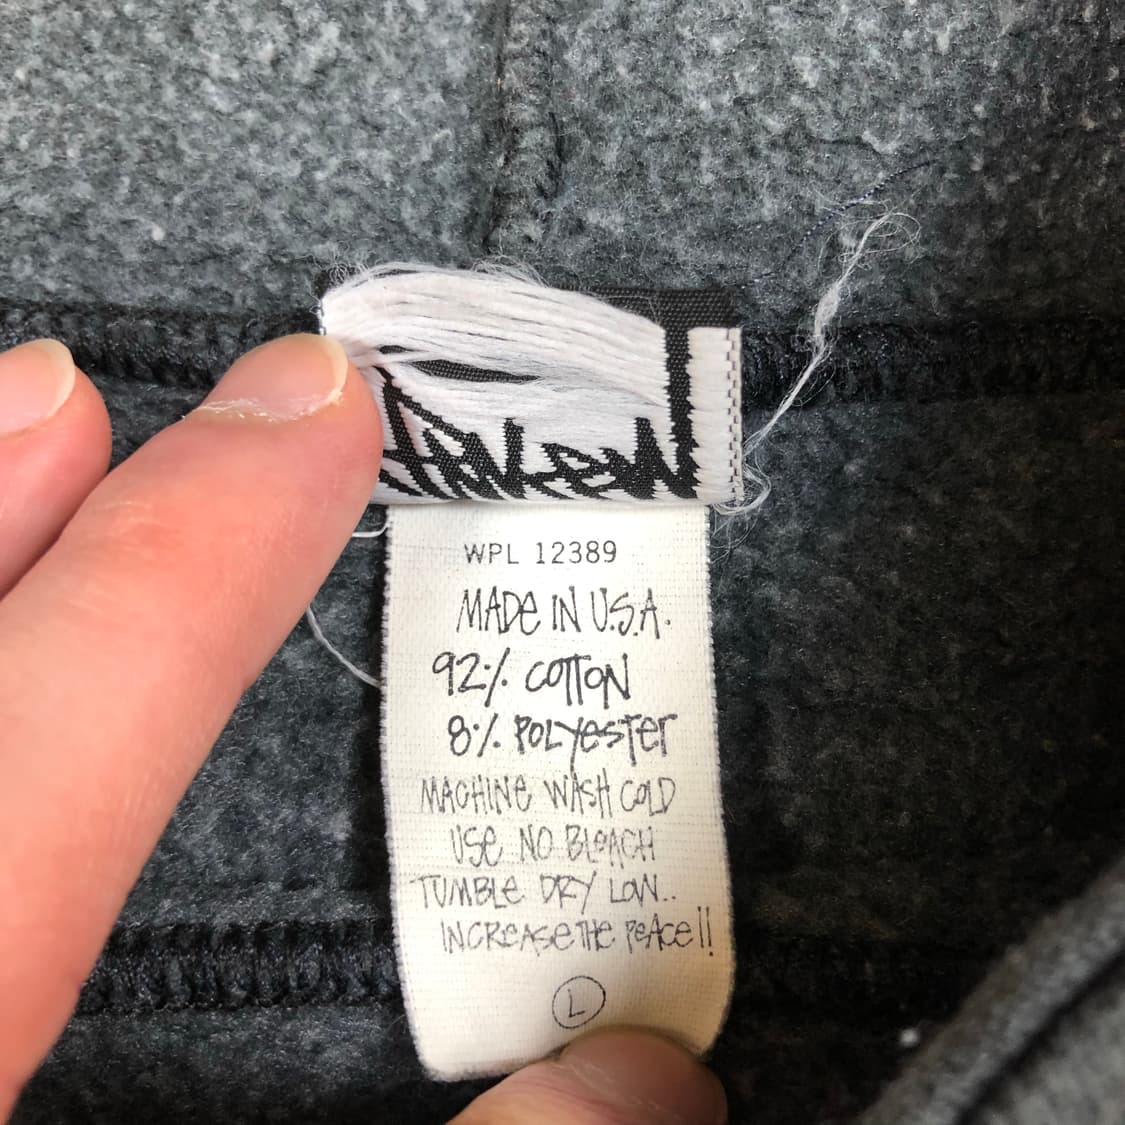 WPL 12389
MADE IN U.S.A.
92% COTTON
8% POLYESTER
MACHINE WASH COLD
USE NO BLEACH
TUMBLE DRY LOW..
INCREASE THE PEACE!!
L